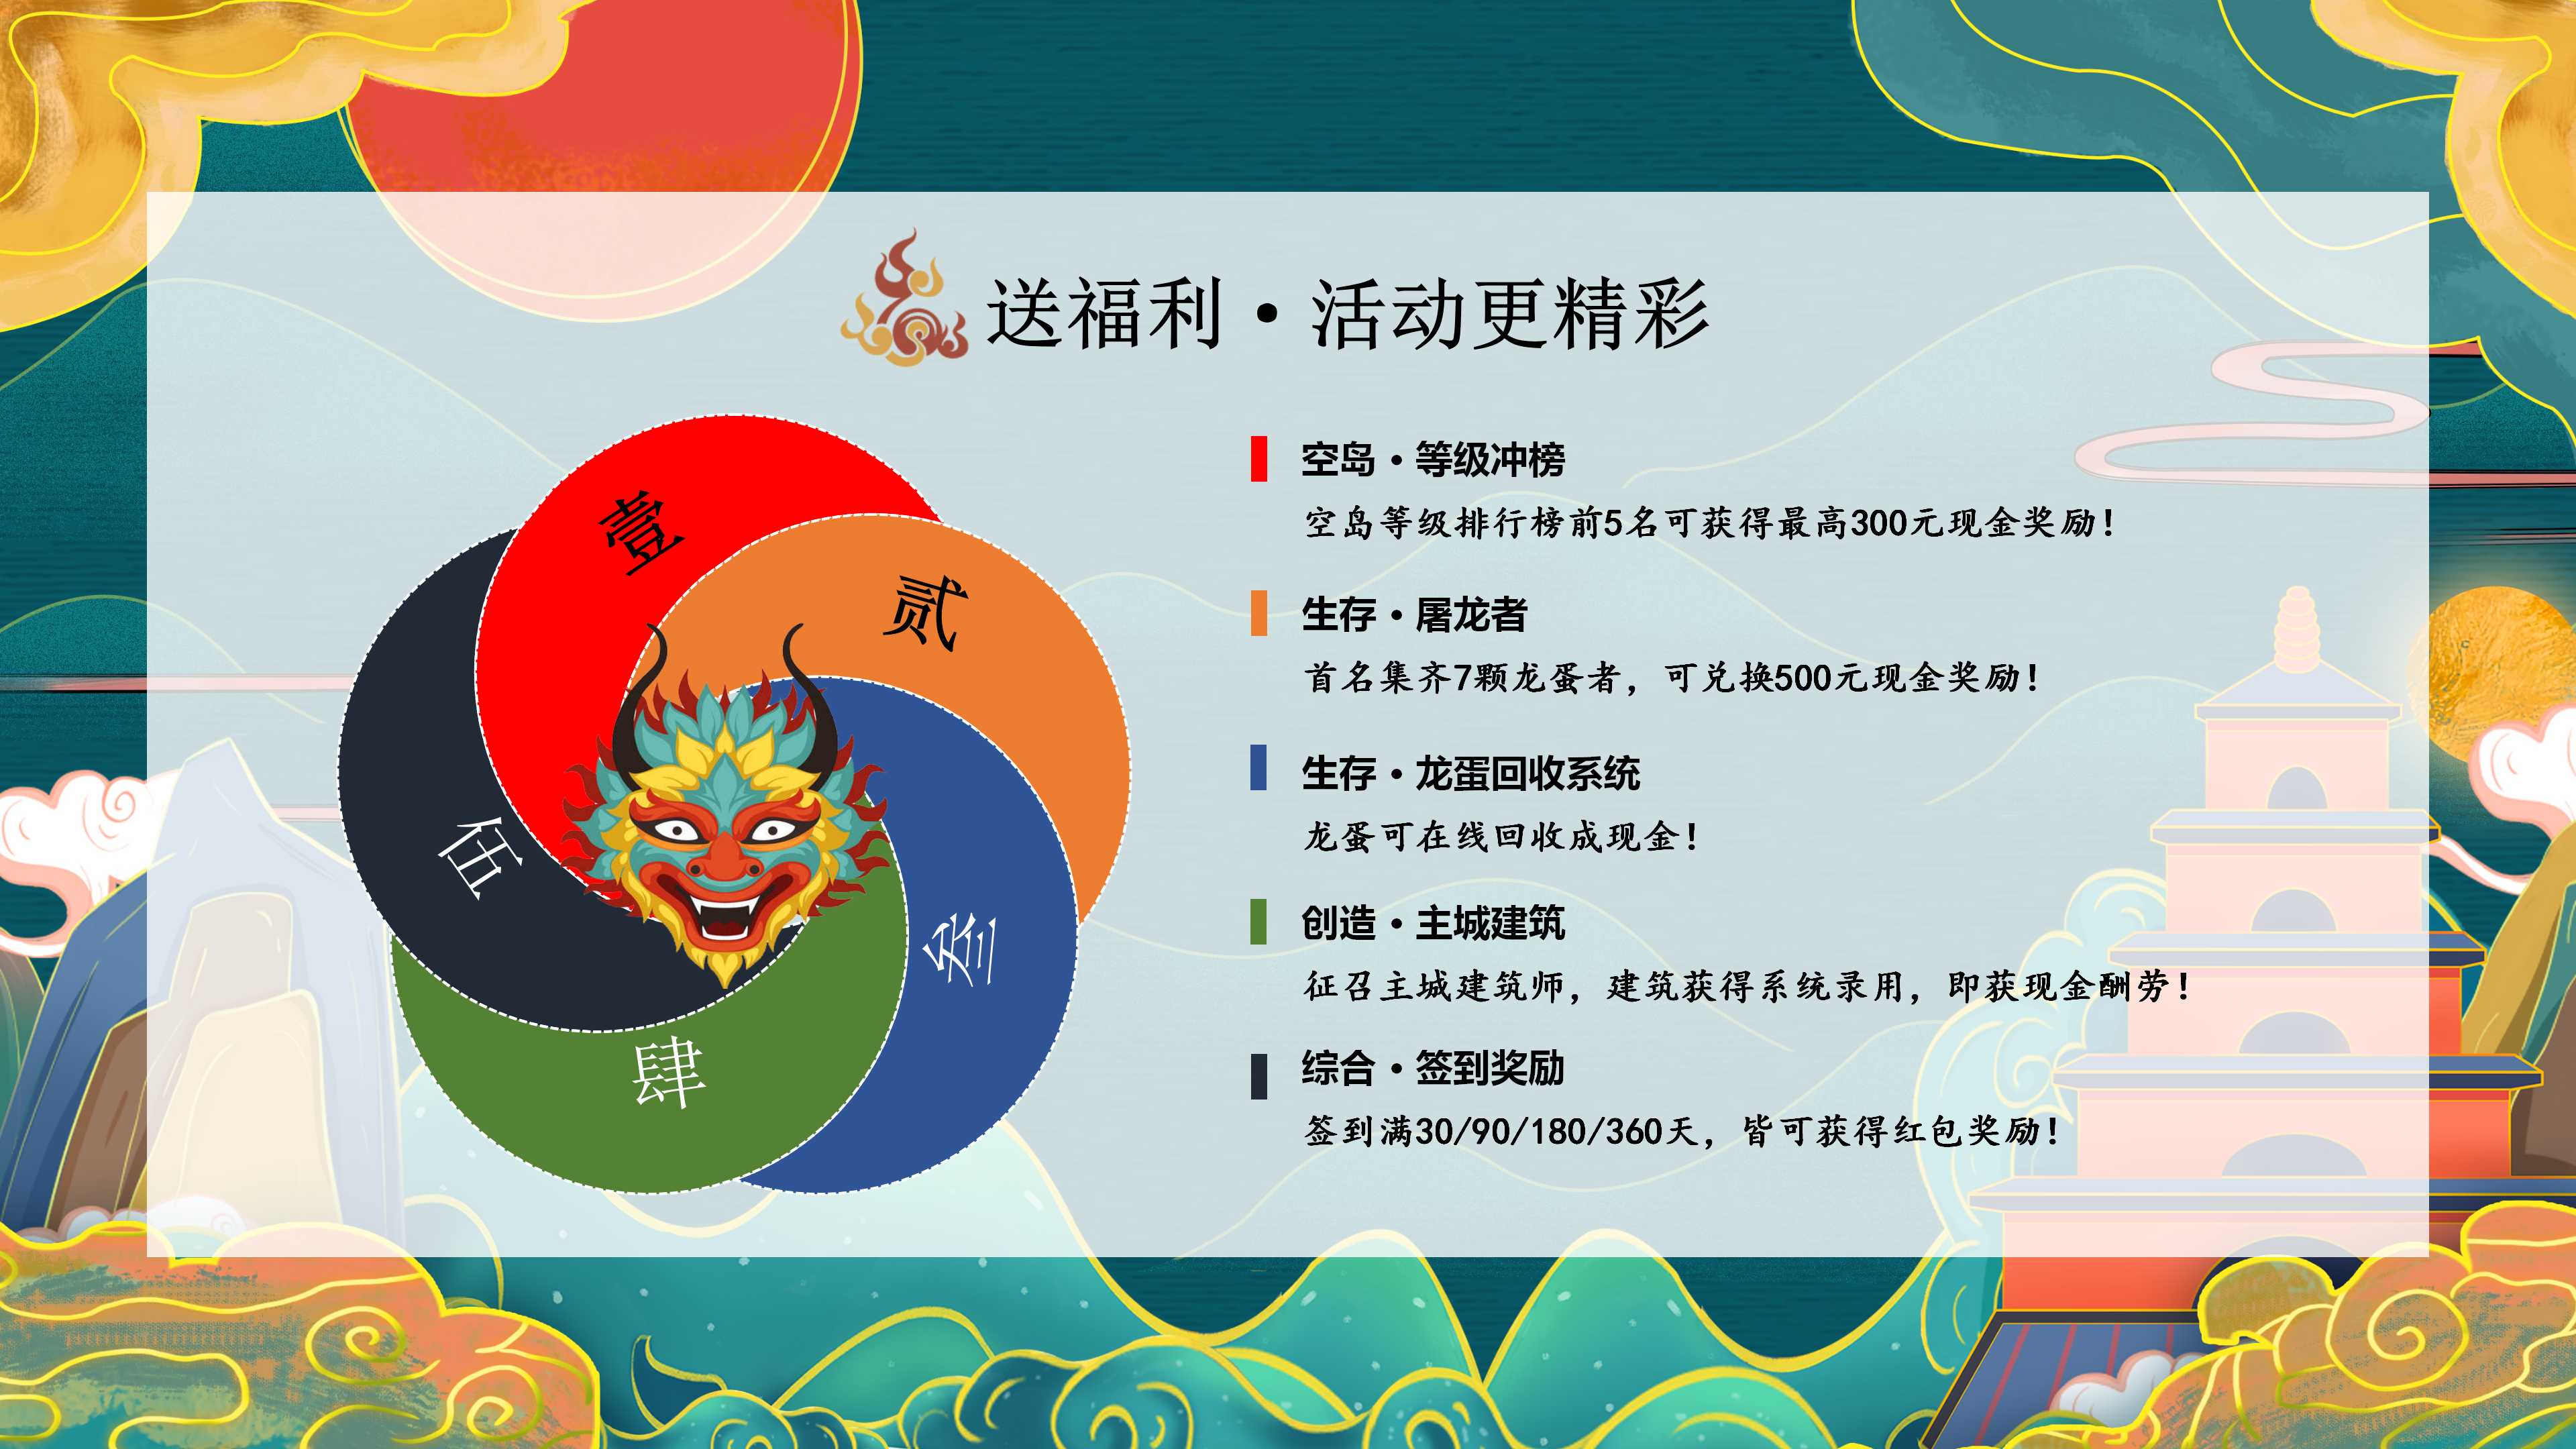 送福利·活动更精彩
壹
贰
叁
肆
伍
空岛·等级冲榜
空岛等级排行榜前5名可获得最高300元现金奖励！
生存·屠龙者
首名集齐7颗龙蛋者，可兑换500元现金奖励！
生存·龙蛋回收系统
龙蛋可在线回收成现金！
创造·主城建筑
征召主城建筑师，建筑获得系统录用，即获现金酬劳！
综合·签到奖励
签到满30/90/180/360天，皆可获得红包奖励！